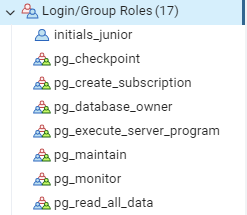 Login/Group Roles (17)
initials_junior
pg_checkpoint
pg_create_subscription
pg_database_owner
pg_execute_server_program
pg_maintain
pg_monitor
pg_read_all_data